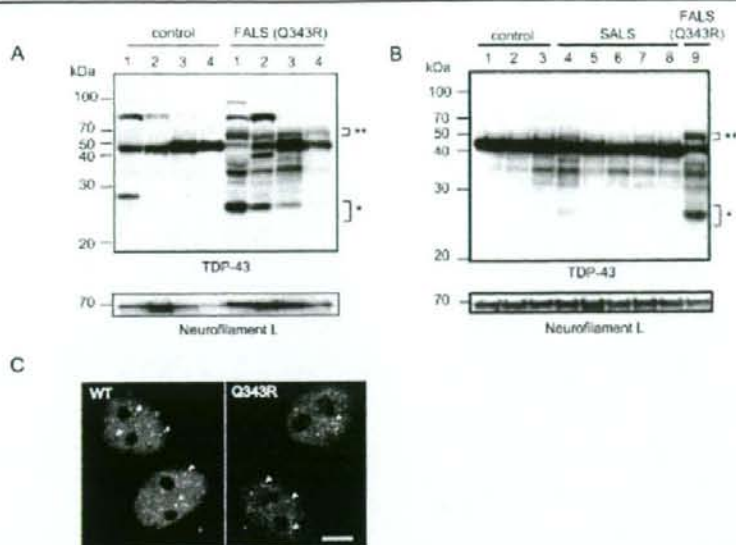 A
control
FALS (Q343R)
kDa
1 2 3 4 1 2 3 4
100
70
50
40
30
20
**
*
TDP-43
70
Neurofilament L
B
control
SALS
FALS
(Q343R)
kDa
1 2 3 4 5 6 7 8 9
100
70
50
40
30
20
**
*
TDP-43
70
Neurofilament L
C
WT
Q343R